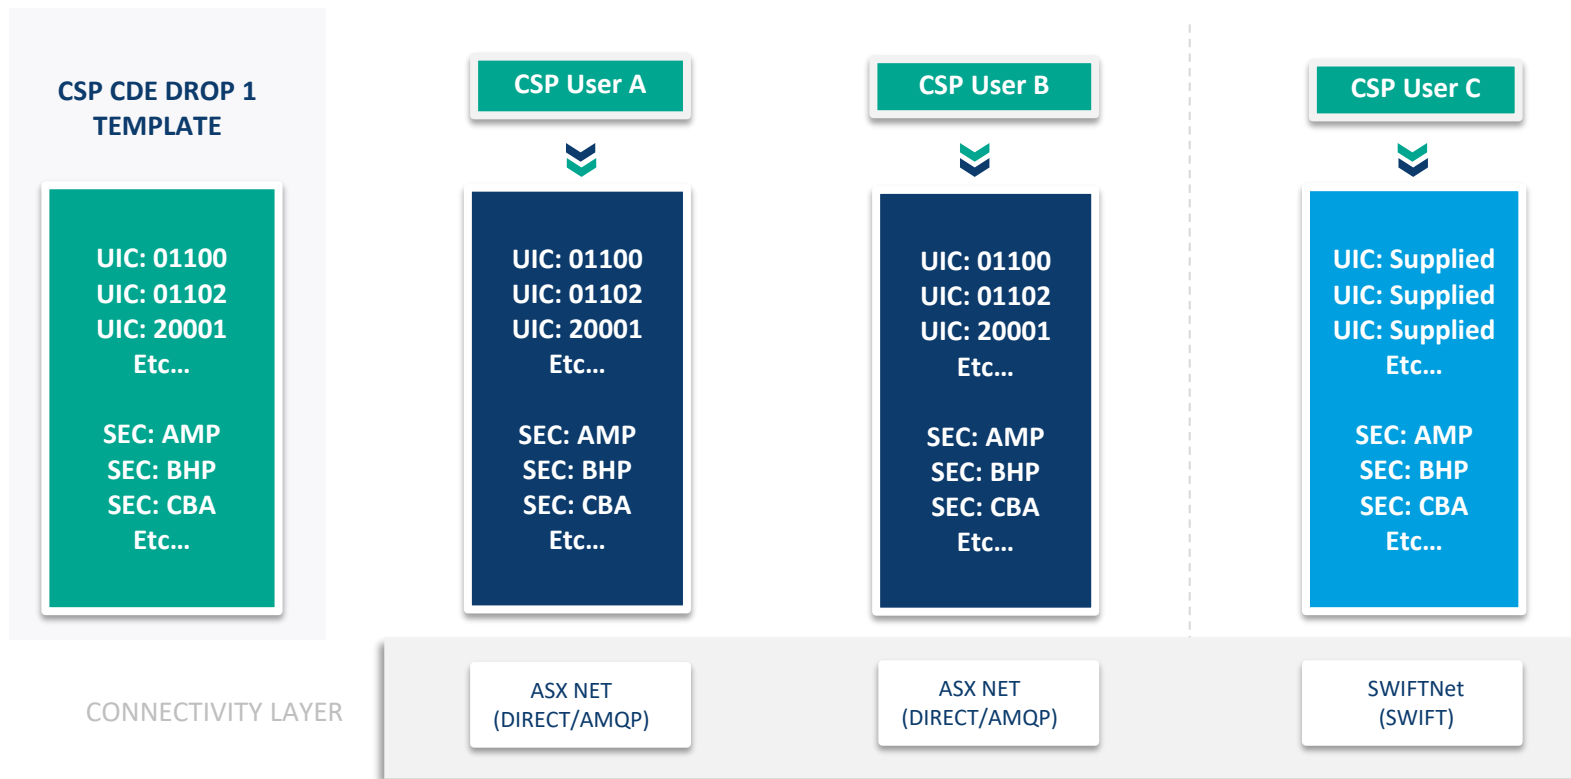 CSP CDE DROP 1
TEMPLATE
UIC: 01100
UIC: 01102
UIC: 20001
Etc...
SEC: AMP
SEC: BHP
SEC: CBA
Etc...
CSP User A
UIC: 01100
UIC: 01102
UIC: 20001
Etc...
SEC: AMP
SEC: BHP
SEC: CBA
Etc...
CSP User B
UIC: 01100
UIC: 01102
UIC: 20001
Etc...
SEC: AMP
SEC: BHP
SEC: CBA
Etc...
CSP User C
UIC: Supplied
UIC: Supplied
UIC: Supplied
Etc...
SEC: AMP
SEC: BHP
SEC: CBA
Etc...
CONNECTIVITY LAYER
ASX NET
(DIRECT/AMQP)
ASX NET
(DIRECT/AMQP)
SWIFTNet
(SWIFT)